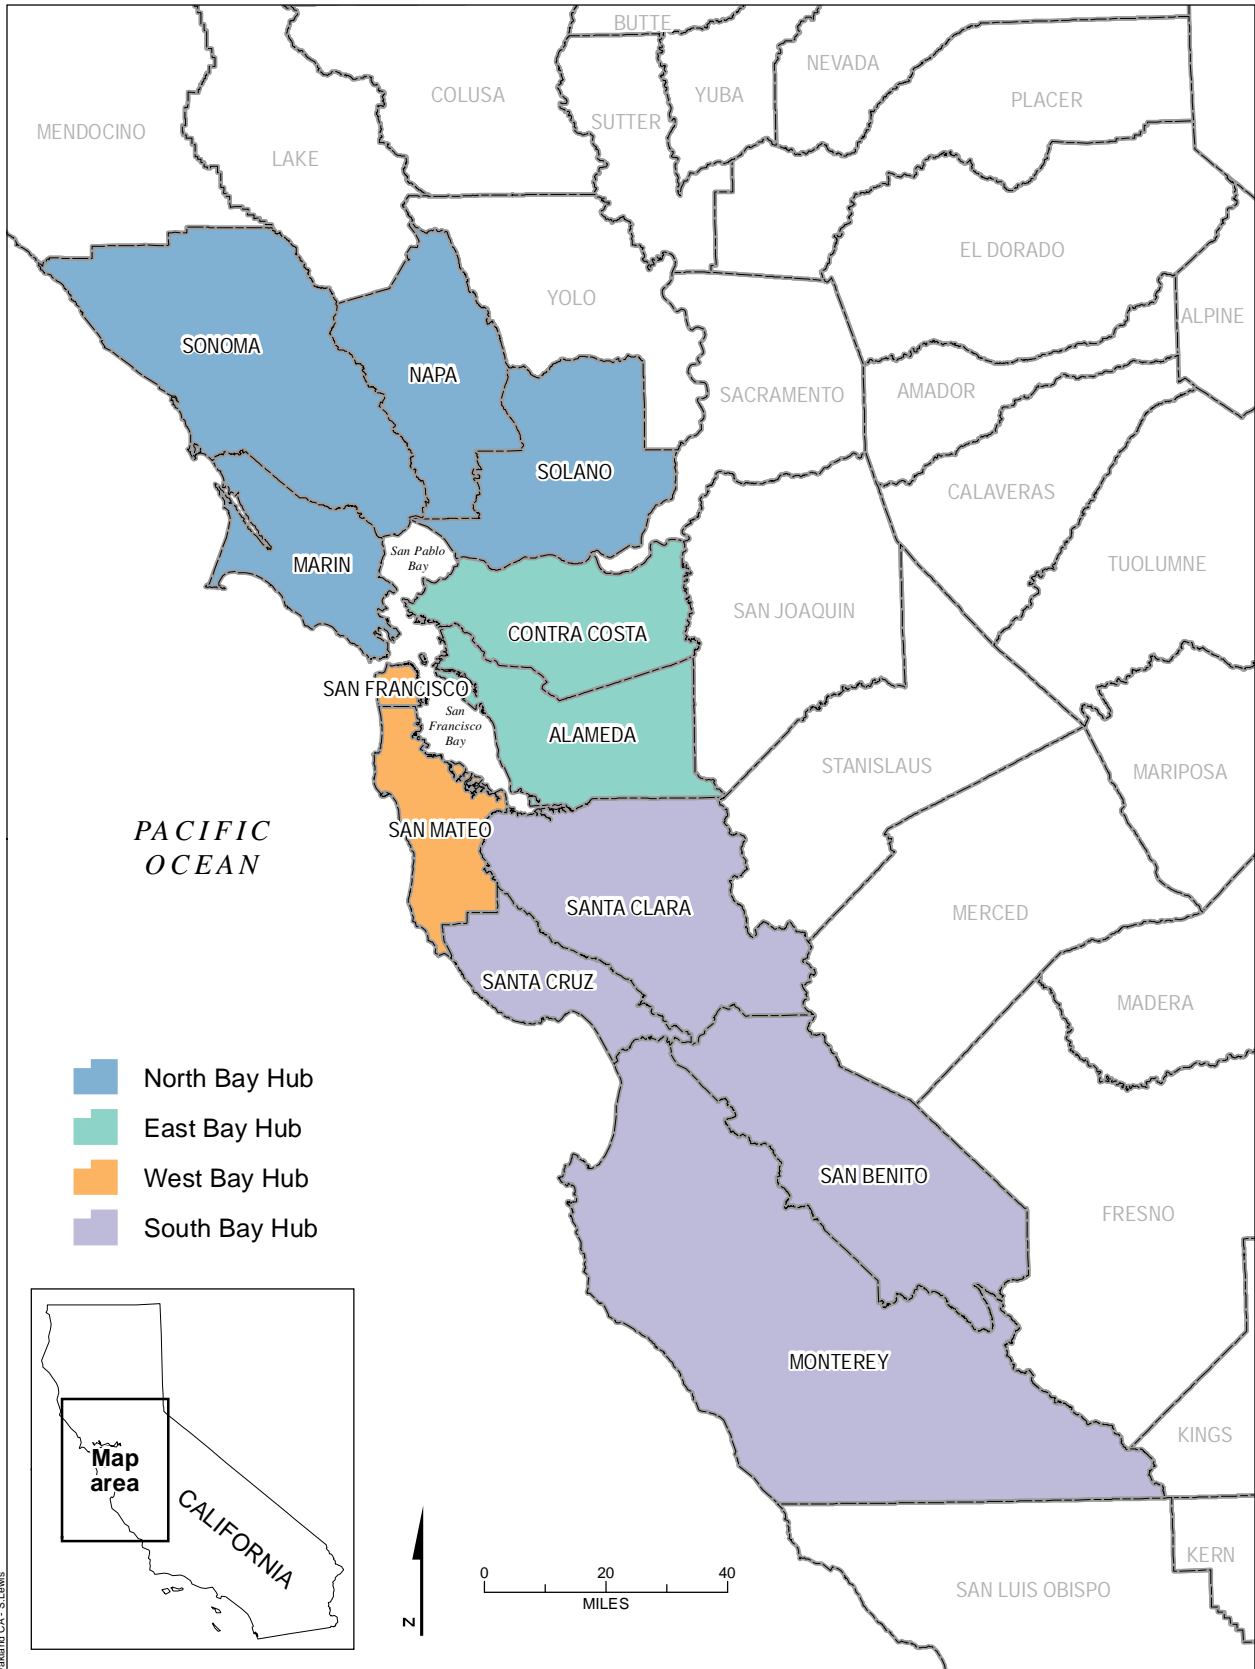 BUTTE
NEVADA
COLUSA
YUBA
PLACER
SUTTER
MENDOCINO
LAKE
EL DORADO
YOLO
ALPINE
SONOMA
NAPA
SACRAMENTO
AMADOR
SOLANO
CALAVERAS
San Pablo
Bay
MARIN
TUOLUMNE
SAN JOAQUIN
CONTRA COSTA
SAN FRANCISCO
San
Francisco
Bay
ALAMEDA
STANISLAUS
MARIPOSA
PACIFIC
OCEAN
SAN MATEO
SANTA CLARA
MERCED
SANTA CRUZ
MADERA
North Bay Hub
East Bay Hub
West Bay Hub
South Bay Hub
SAN BENITO
FRESNO
MONTEREY
KINGS
Map
area
CALIFORNIA
KERN
SAN LUIS OBISPO
0 20 40
MILES
N
CA - S.Lewis